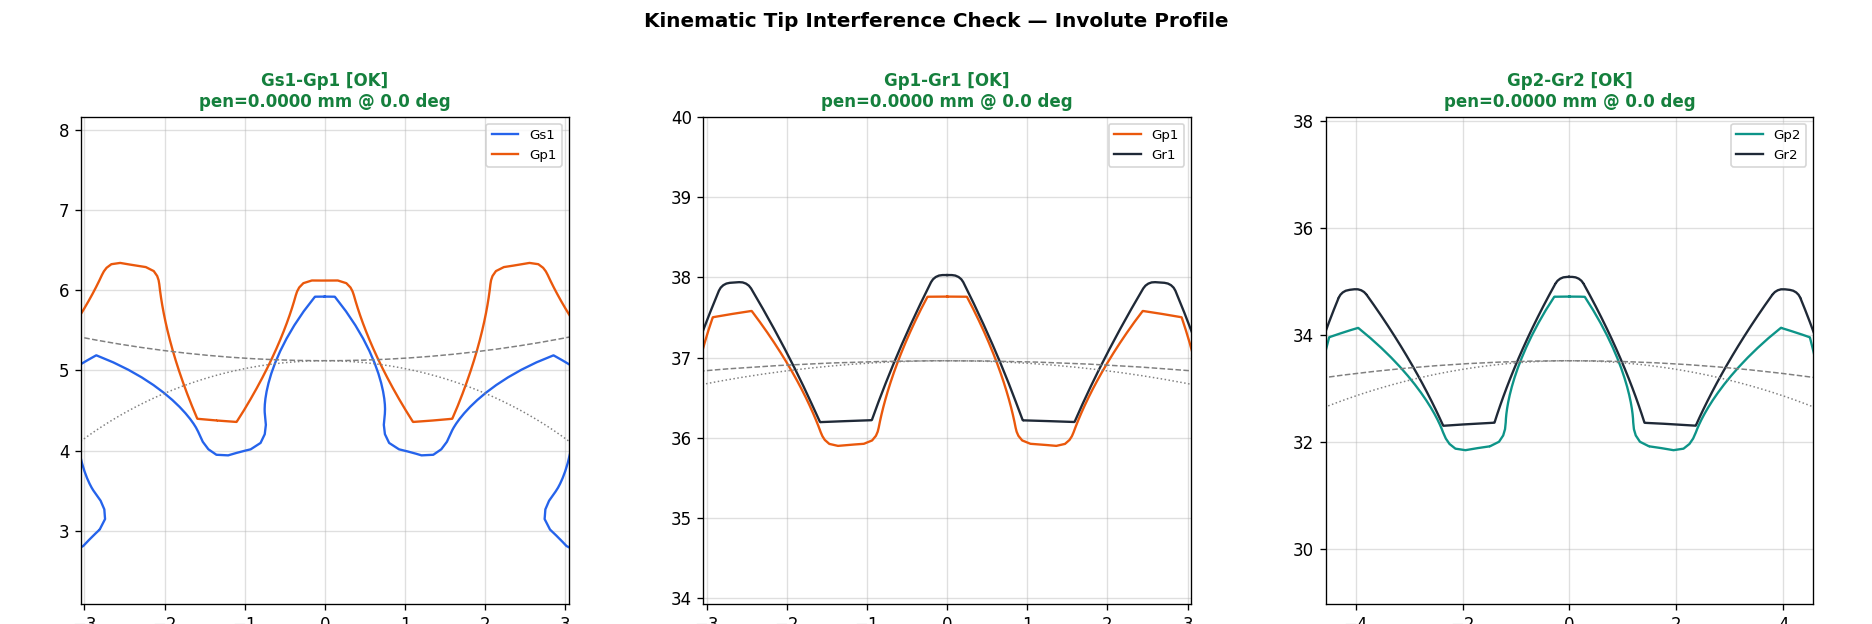 Kinematic Tip Interference Check — Involute Profile
Gs1-Gp1 [OK]
pen=0.0000 mm @ 0.0 deg
Gs1
Gp1
8
7
6
5
4
3
−3 −2 −1 0 1 2 3
Gp1-Gr1 [OK]
pen=0.0000 mm @ 0.0 deg
Gp1
Gr1
40
39
38
37
36
35
34
−3 −2 −1 0 1 2 3
Gp2-Gr2 [OK]
pen=0.0000 mm @ 0.0 deg
Gp2
Gr2
38
36
34
32
30
−4 −2 0 2 4